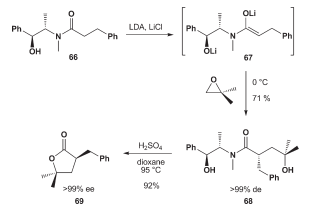 Ph
OH
N
O
Ph
66
LDA, LiCl
Ph
OLi
N
OLi
Ph
67
O
0 °C
71 %
Ph
OH
N
O
Ph
OH
>99% de
68
H2SO4
dioxane
95 °C
92%
O
O
Ph
>99% ee
69